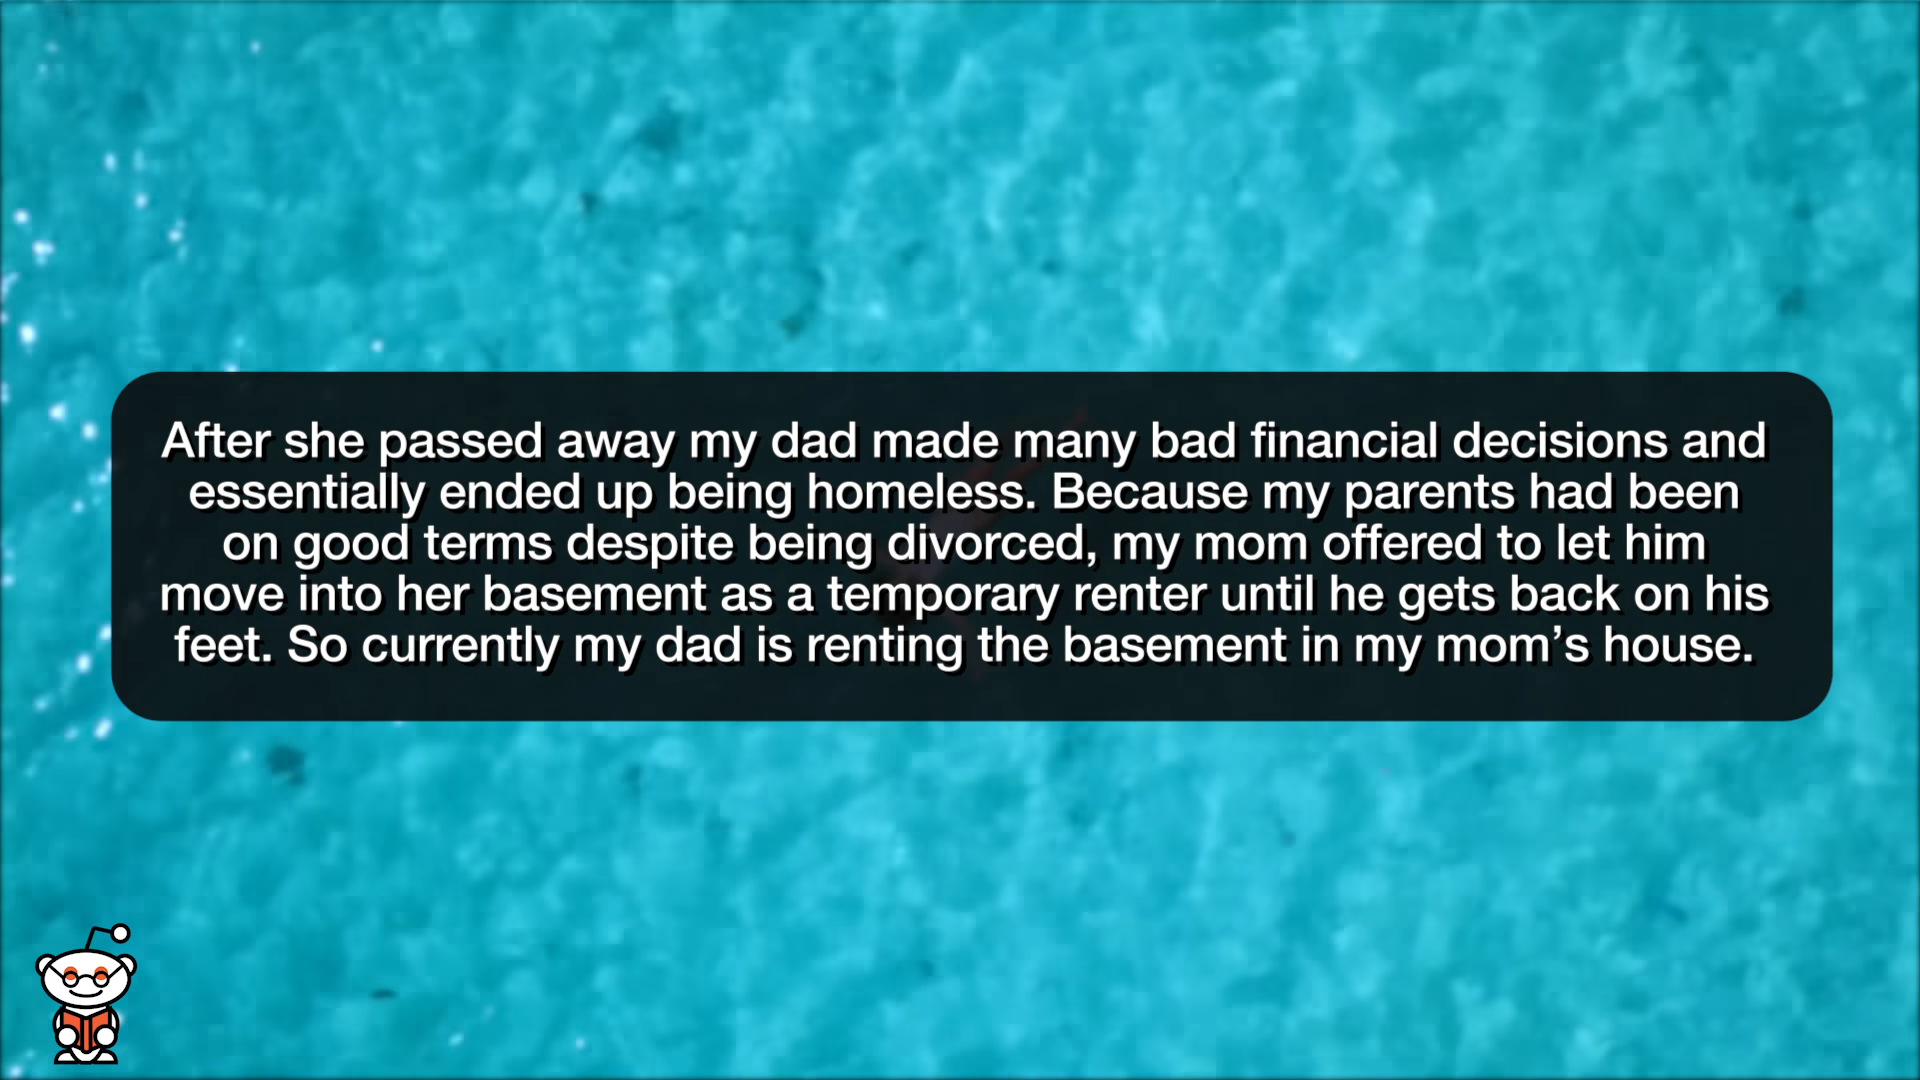 After she passed away my dad made many bad financial decisions and
essentially ended up being homeless. Because my parents had been
on good terms despite being divorced, my mom offered to let him
move into her basement as a temporary renter until he gets back on his
feet. So currently my dad is renting the basement in my mom’s house.